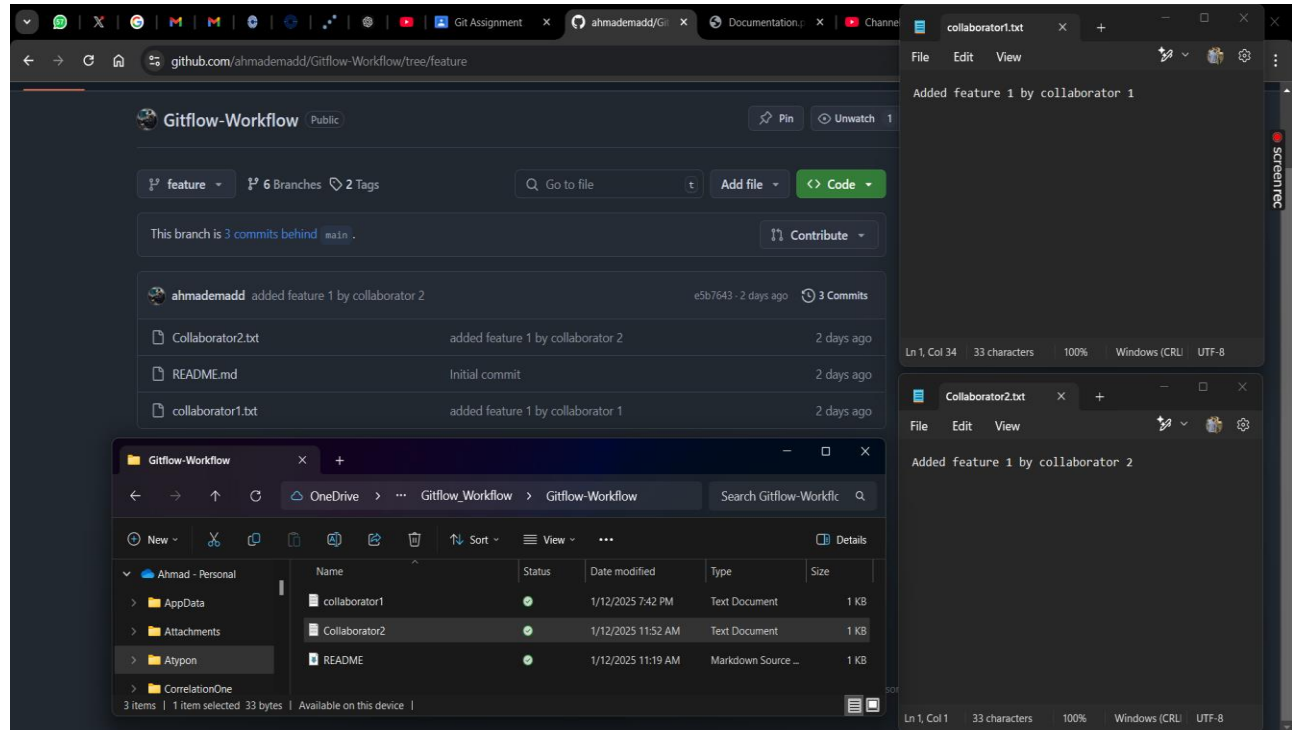 Git Assignment
ahmademadd/Gi
Documentation.p
Channe
github.com/ahmademadd/Gitflow-Workflow/tree/feature
Gitflow-Workflow Public
Pin
Unwatch 1
feature
6 Branches 2 Tags
Go to file t
Add file
Code
This branch is 3 commits behind main .
Contribute
ahmademadd added feature 1 by collaborator 2
e5b7643 · 2 days ago
3 Commits
Collaborator2.txt added feature 1 by collaborator 2 2 days ago
README.md Initial commit 2 days ago
collaborator1.txt added feature 1 by collaborator 1 2 days ago
Gitflow-Workflow
OneDrive > ··· Gitflow_Workflow > Gitflow-Workflow
Search Gitflow-Workflc
New
Sort
View
···
Details
Ahmad - Personal
AppData
Attachments
Atypon
CorrelationOne
Name Status Date modified Type Size
collaborator1 1/12/2025 7:42 PM Text Document 1 KB
Collaborator2 1/12/2025 11:52 AM Text Document 1 KB
README 1/12/2025 11:19 AM Markdown Source ... 1 KB
3 items | 1 item selected 33 bytes | Available on this device |
collaborator1.txt
File Edit View
Added feature 1 by collaborator 1
Ln 1, Col 34 33 characters 100% Windows (CRLI UTF-8
Collaborator2.txt
File Edit View
Added feature 1 by collaborator 2
Ln 1, Col 1 33 characters 100% Windows (CRLI UTF-8
screenrec